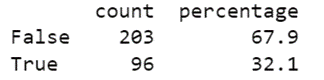 count percentage
False 203 67.9
True 96 32.1